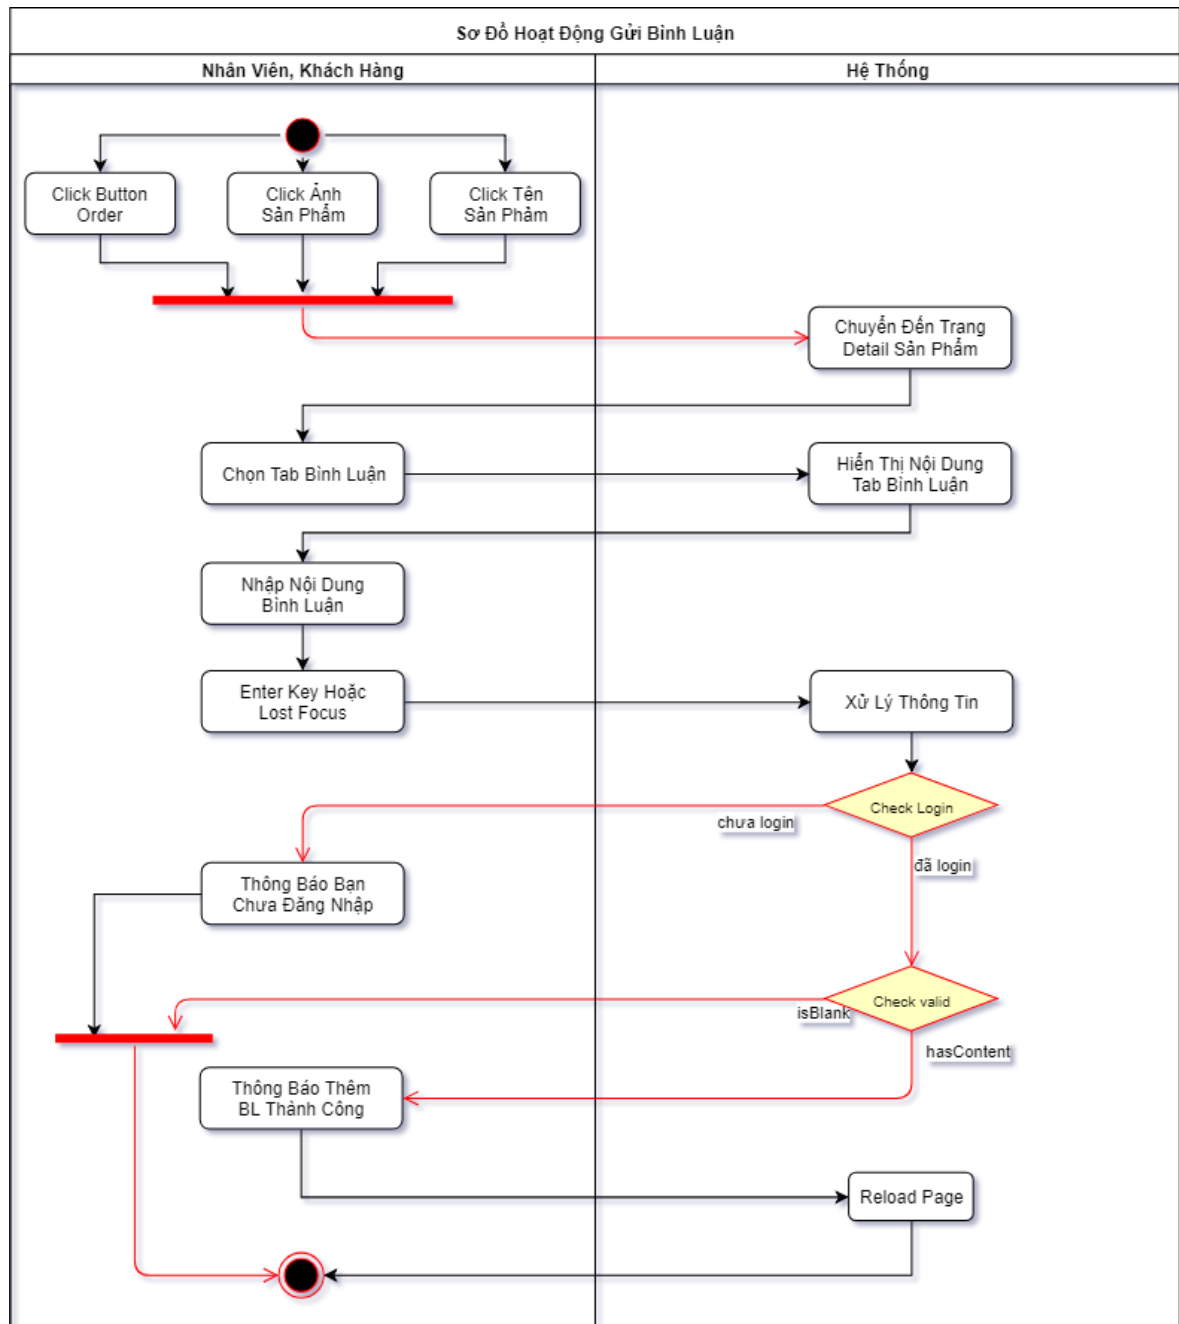 Sơ Đồ Hoạt Động Gửi Bình Luận
Nhân Viên, Khách Hàng
Hệ Thống
Click Button
Order
Click Ảnh
Sản Phẩm
Click Tên
Sản Phảm
Chuyển Đến Trang
Detail Sản Phẩm
Chọn Tab Bình Luận
Hiển Thị Nội Dung
Tab Bình Luận
Nhập Nội Dung
Bình Luận
Enter Key Hoặc
Lost Focus
Xử Lý Thông Tin
Check Login
chưa login
đã login
Thông Báo Bạn
Chưa Đăng Nhập
Check valid
isBlank
hasContent
Thông Báo Thêm
BL Thành Công
Reload Page